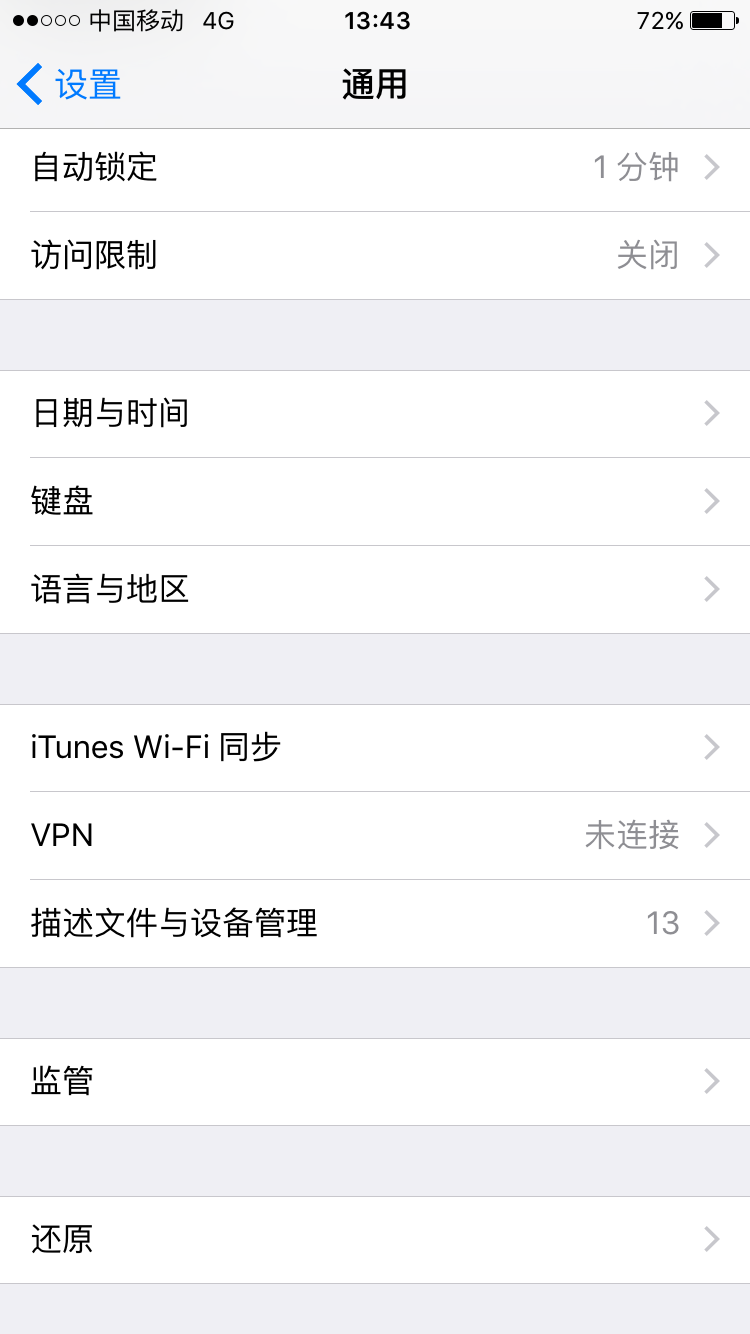 中国移动 4G 13:43 72%
设置 通用
自动锁定 1 分钟
访问限制 关闭
日期与时间
键盘
语言与地区
iTunes Wi-Fi 同步
VPN 未连接
描述文件与设备管理 13
监管
还原